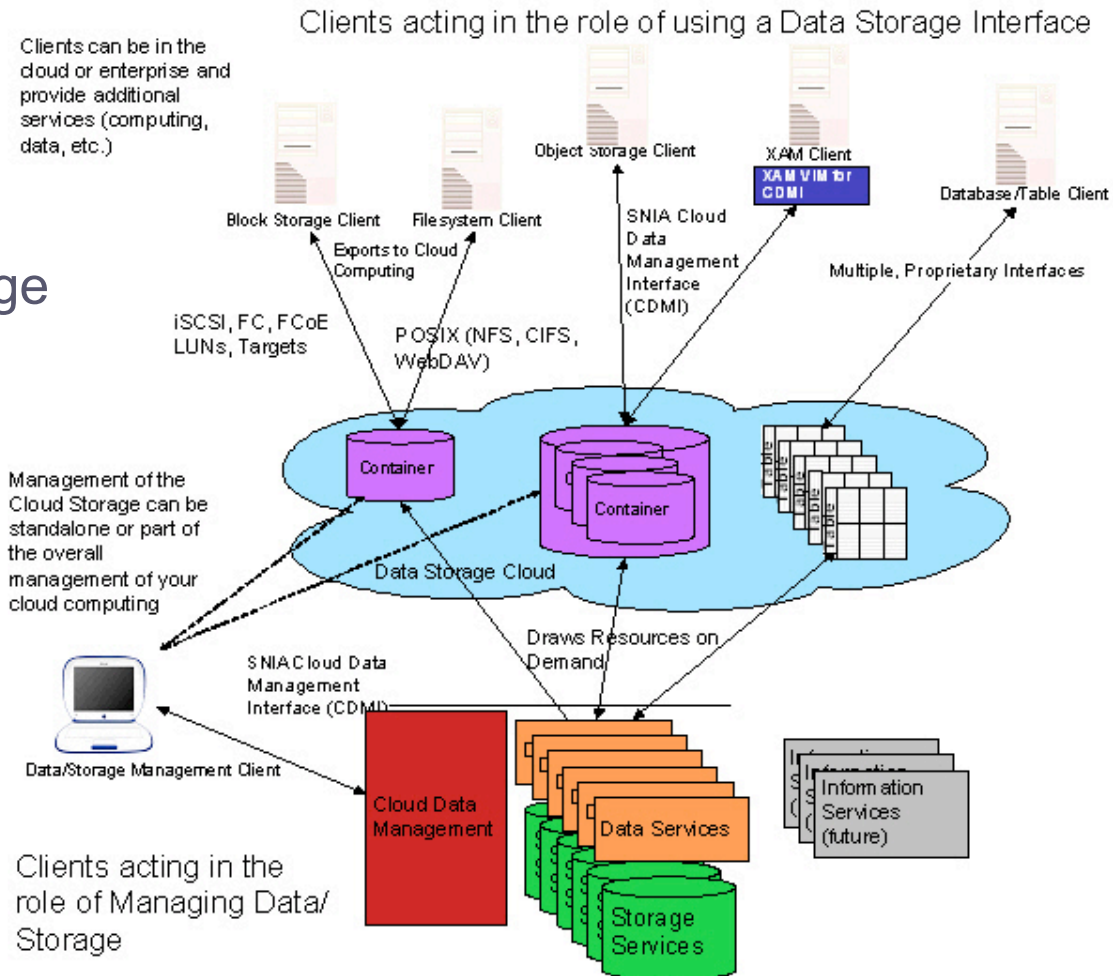 Clients acting in the role of using a Data Storage Interface
Clients can be in the
cloud or enterprise and
provide additional
services (computing,
data, etc.)
Block Storage Client
Filesystem Client
Object Storage Client
XAM Client
XAM VIM for
CDMI
Database/Table Client
Exports to Cloud
Computing
SNIA Cloud
Data
Management
Interface
(CDMI)
Multiple, Proprietary Interfaces
ge
iSCSI, FC, FCoE
LUNs, Targets
POSIX (NFS, CIFS,
WebDAV)
Container
Container
Table
Table
Table
Table
Table
Management of the
Cloud Storage can be
standalone or part of
the overall
management of your
cloud computing
Data Storage Cloud
Draws Resources on
Demand
SNIA Cloud Data
Management
Interface (CDMI)
Data/Storage Management Client
Cloud Data
Management
Data Services
Storage
Services
Information
Services
(future)
Clients acting in the
role of Managing Data/
Storage